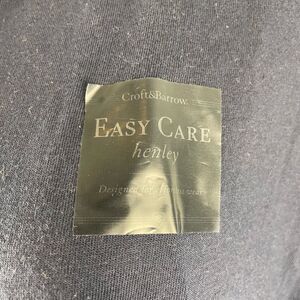 Croft&Barrow.
EASY CARE
henley
Designed for